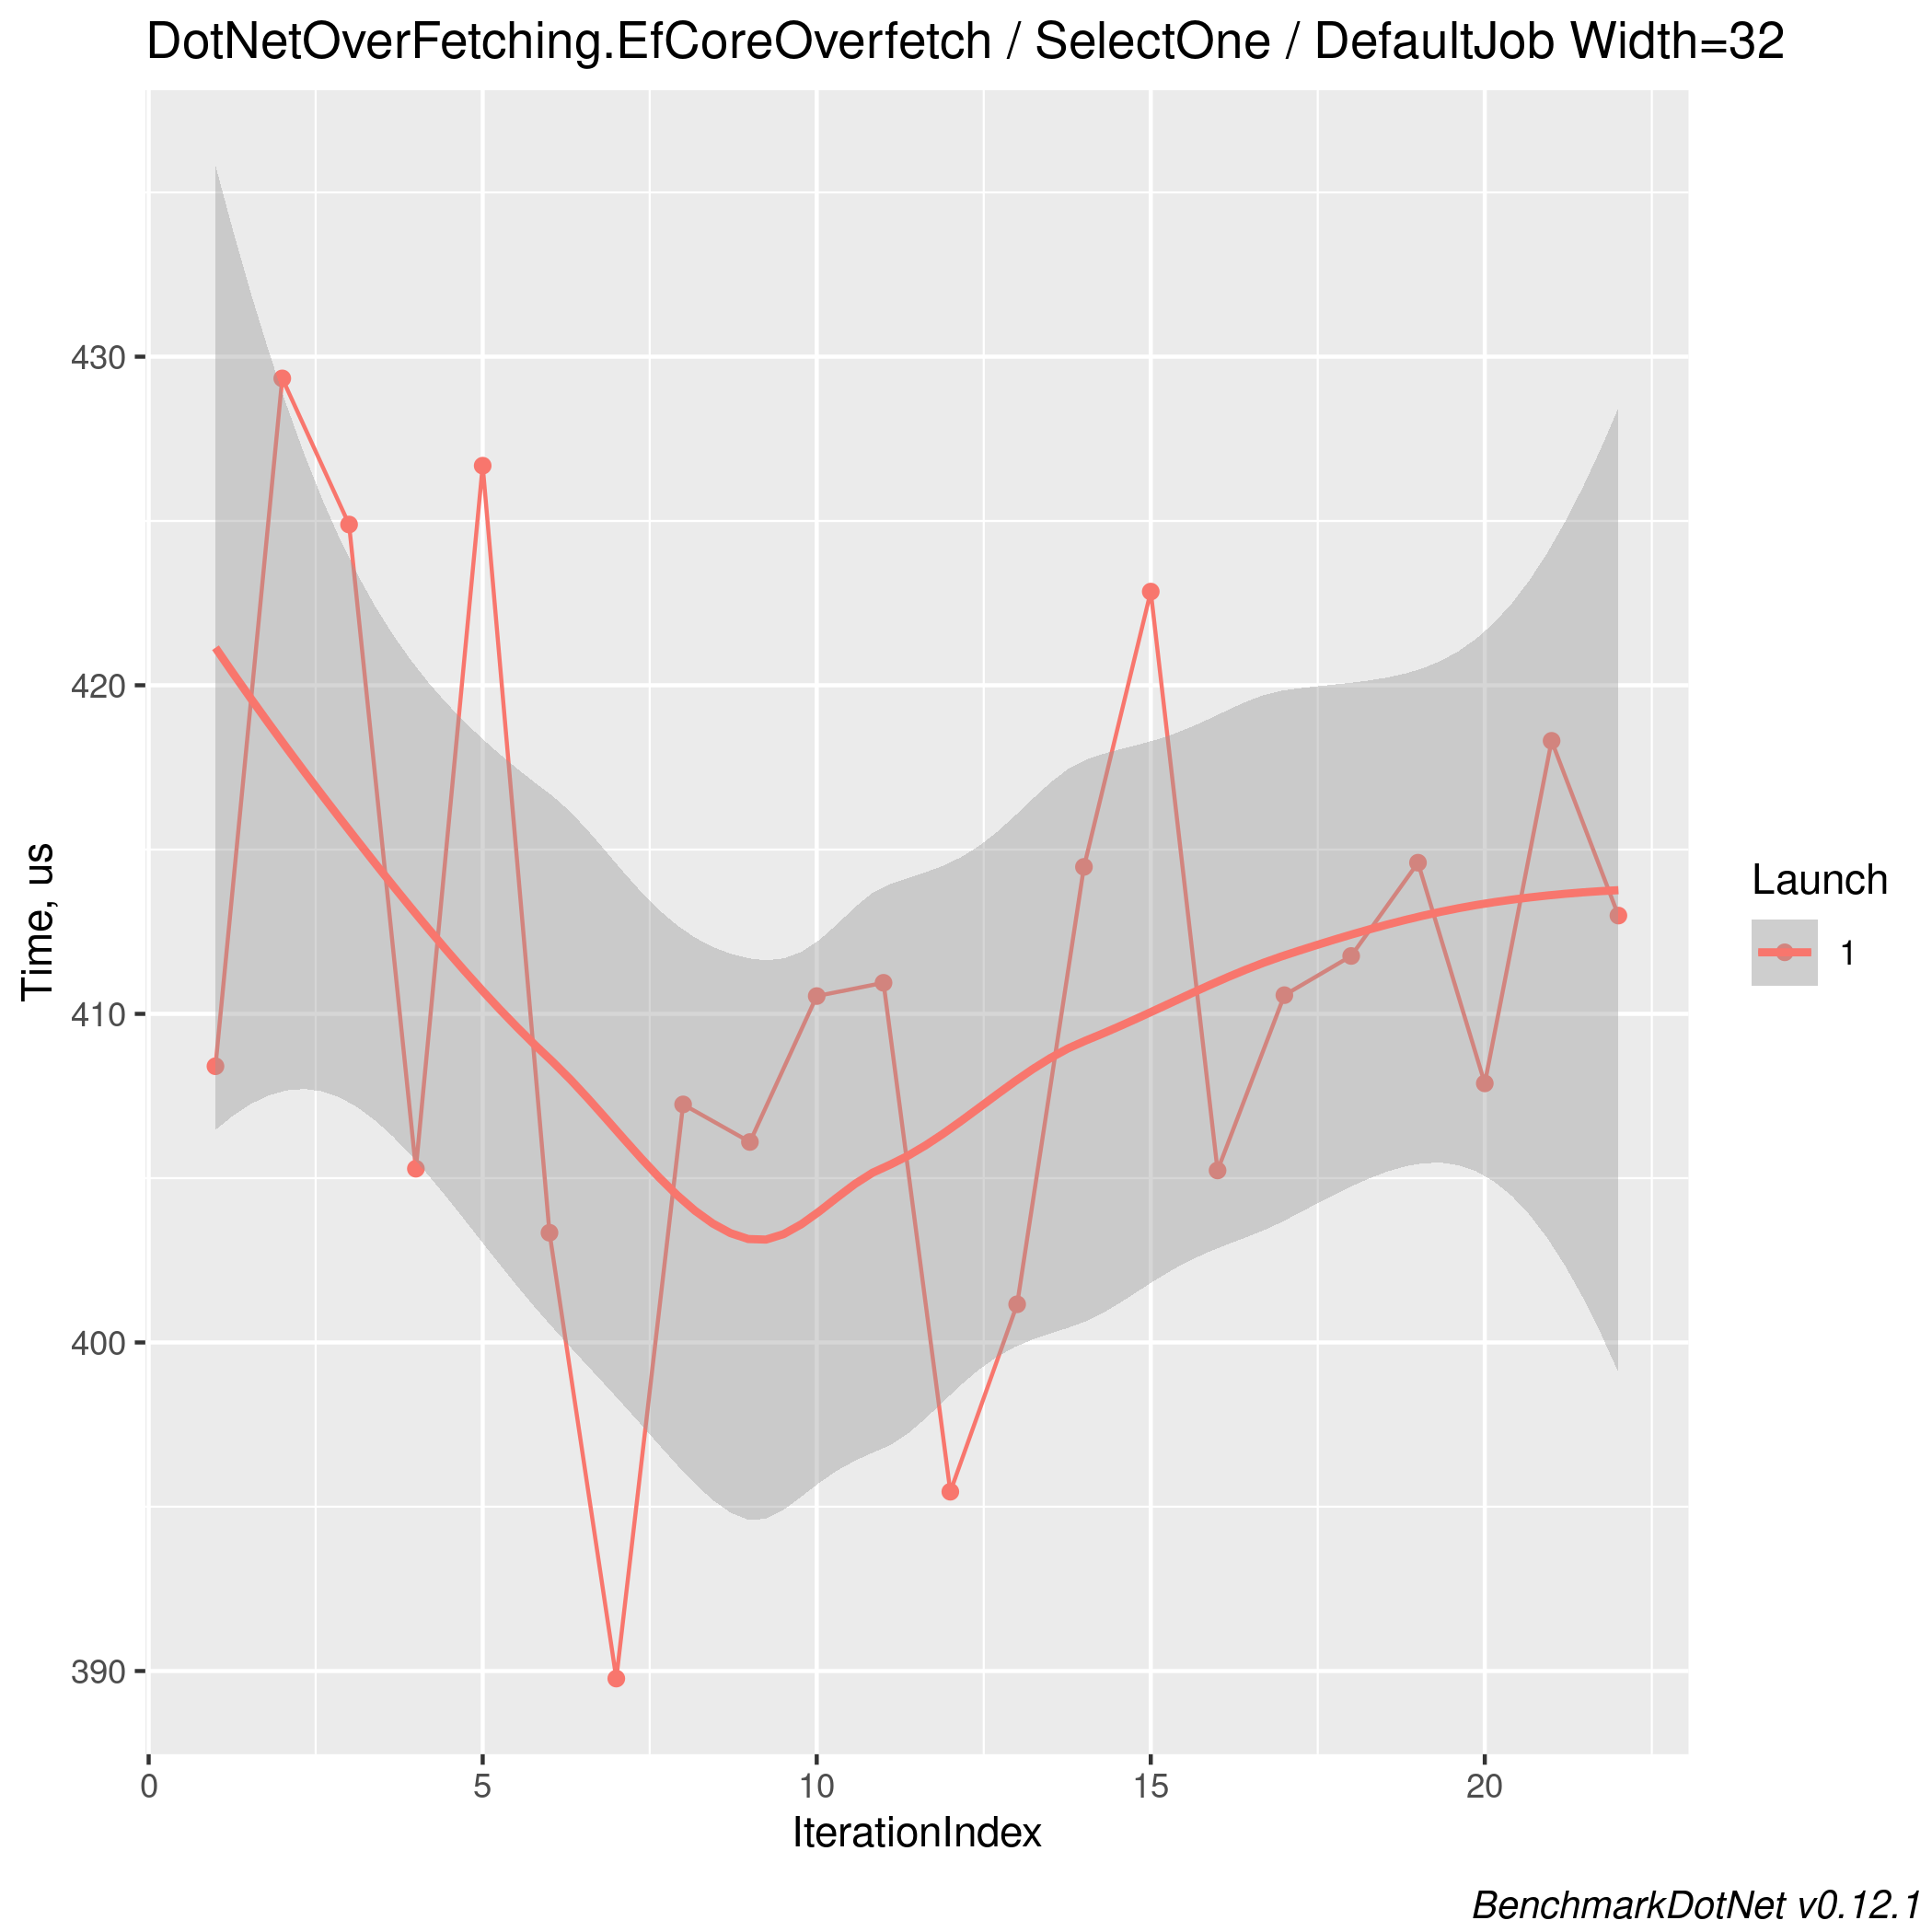 DotNetOverFetching.EfCoreOverfetch / SelectOne / DefaultJob Width=32
Time, us
430
420
410
400
390
0 5 10 15 20
IterationIndex
Launch
1
BenchmarkDotNet v0.12.1